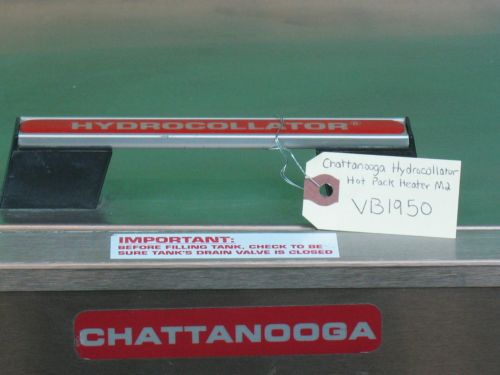 HYDROCOLLATOR®
Chattanooga Hydrocollator
Hot Pack Heater M2
VB1950
IMPORTANT:
BEFORE FILLING TANK, CHECK TO BE
SURE TANK'S DRAIN VALVE IS CLOSED
CHATTANOOGA